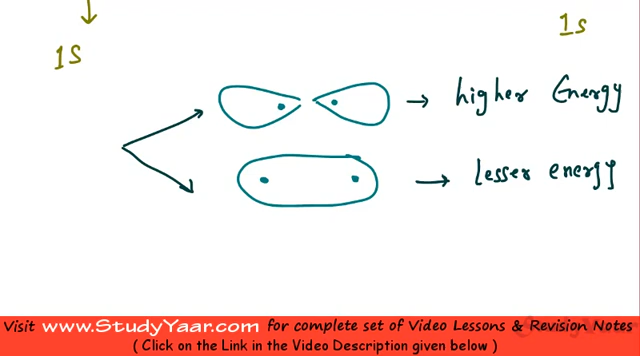 1s
1S
higher Energy
lesser energy
Visit www.StudyYaar.com for complete set of Video Lessons & Revision Notes
( Click on the Link in the Video Description given below )